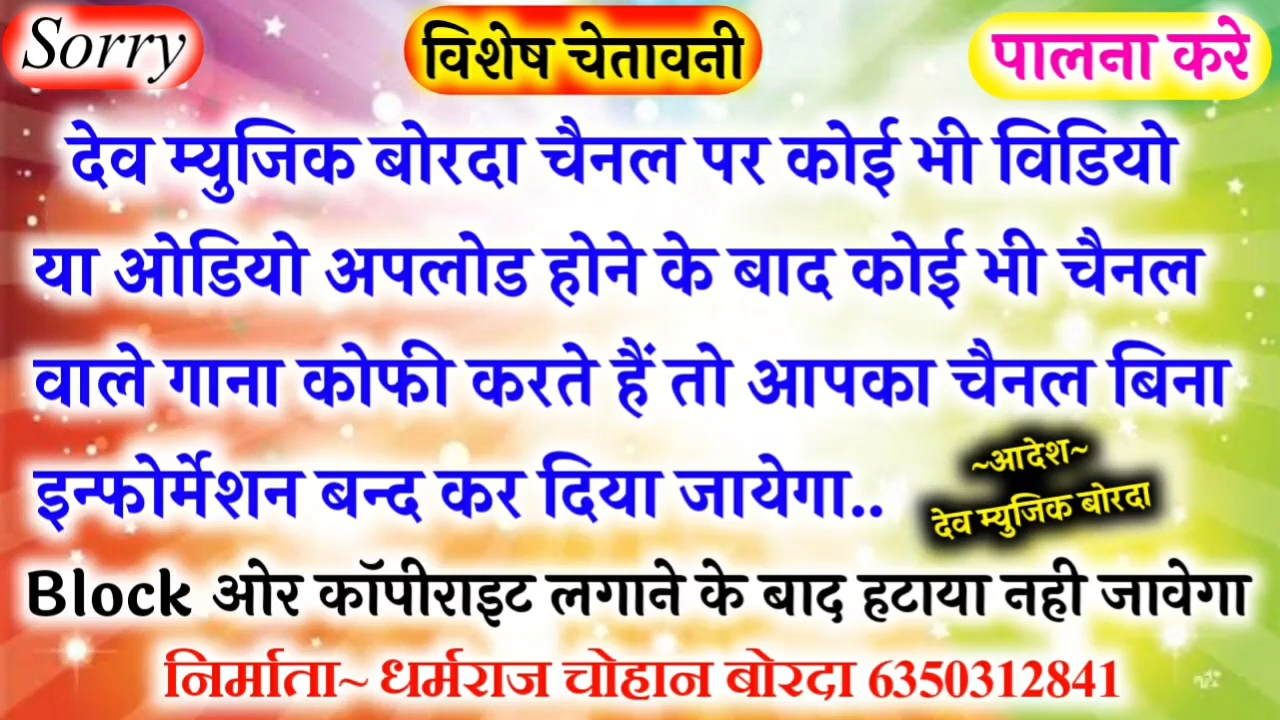 Sorry
विशेष चेतावनी
पालना करे
देव म्युजिक बोरदा चैनल पर कोई भी विडियो
या ओडियो अपलोड होने के बाद कोई भी चैनल
वाले गाना कोफी करते हैं तो आपका चैनल बिना
इन्फोर्मेशन बन्द कर दिया जायेगा..
~आदेश~
देव म्युजिक बोरदा
Block ओर कॉपीराइट लगाने के बाद हटाया नही जावेगा
निर्माता~ धर्मराज चोहान बोरदा 6350312841